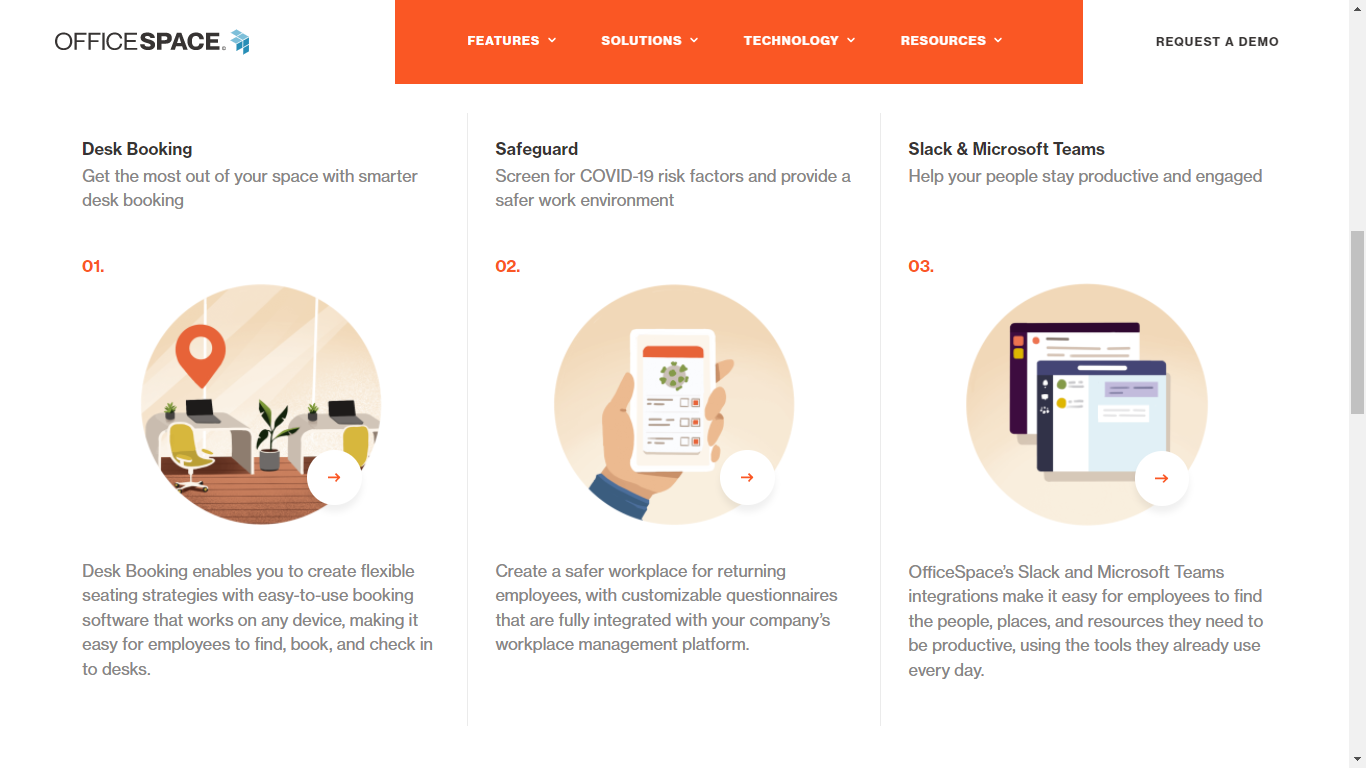 OFFICESPACE
FEATURES
SOLUTIONS
TECHNOLOGY
RESOURCES
REQUEST A DEMO
Desk Booking
Get the most out of your space with smarter
desk booking
01.
Desk Booking enables you to create flexible
seating strategies with easy-to-use booking
software that works on any device, making it
easy for employees to find, book, and check in
to desks.
Safeguard
Screen for COVID-19 risk factors and provide a
safer work environment
02.
Create a safer workplace for returning
employees, with customizable questionnaires
that are fully integrated with your company’s
workplace management platform.
Slack & Microsoft Teams
Help your people stay productive and engaged
03.
OfficeSpace’s Slack and Microsoft Teams
integrations make it easy for employees to find
the people, places, and resources they need to
be productive, using the tools they already use
every day.